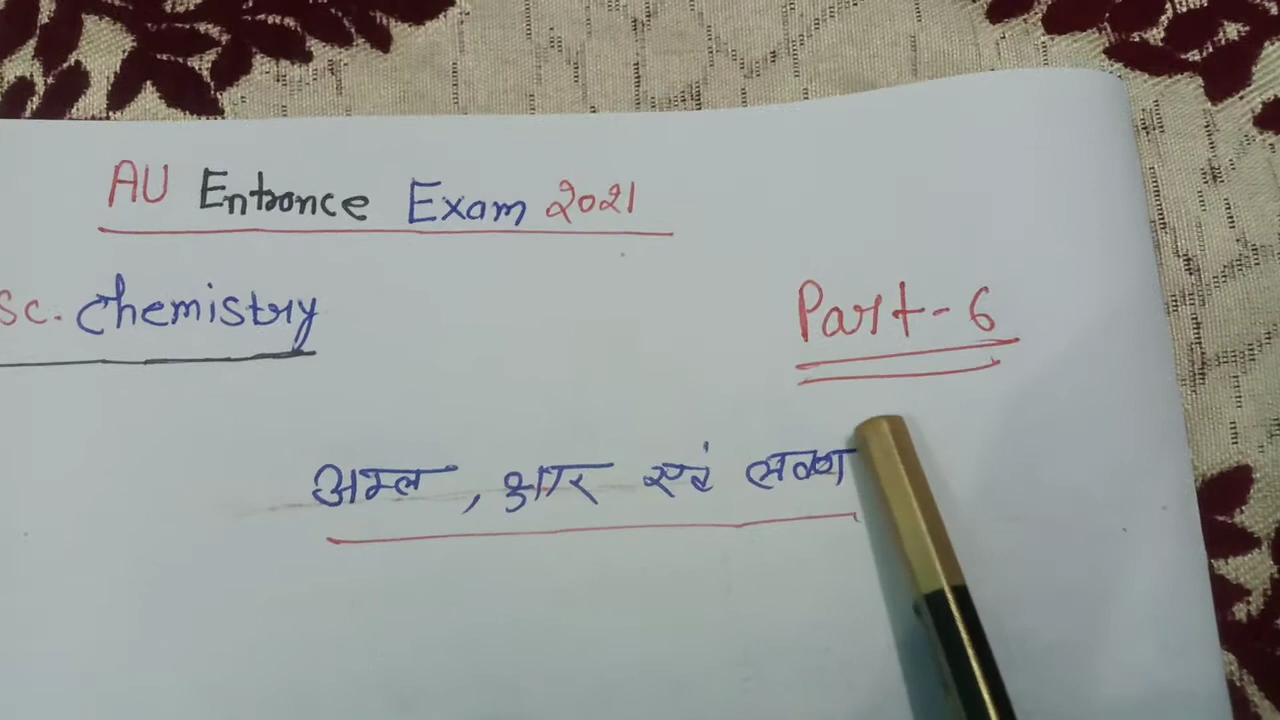 AU Entrance Exam 2021
Sc. Chemistry
Part-6
अम्ल, क्षार एवं लवण